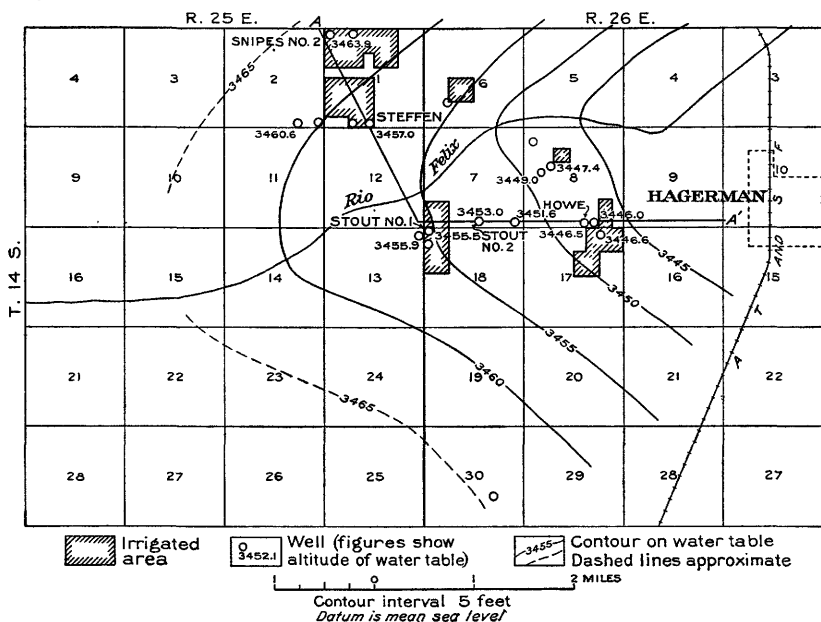 R. 25 E. A R. 26 E.
SNIPES NO. 2 3463.9
3465
4 3 2 1 6 5 4 3
STEFFEN
3460.6 3457.0
9 10 11 12 7 8 9 10
Felix
3447.4
3449.0
Rio
HOWE HAGERMAN
STOUT NO. 1 3453.0 3451.6 3446.0 A'
3455.5 STOUT NO. 2 3446.5 3446.6
3455.9
T. 14 S.
16 15 14 13 18 17 16 15
3445
3450
3455
3460
3465
21 22 23 24 19 20 21 22
28 27 26 25 30 29 28 27
A T AND S F
Irrigated area
3452.1
Well (figures show altitude of water table)
3455
Contour on water table
Dashed lines approximate
1 0 2 MILES
Contour interval 5 feet
Datum is mean sea level